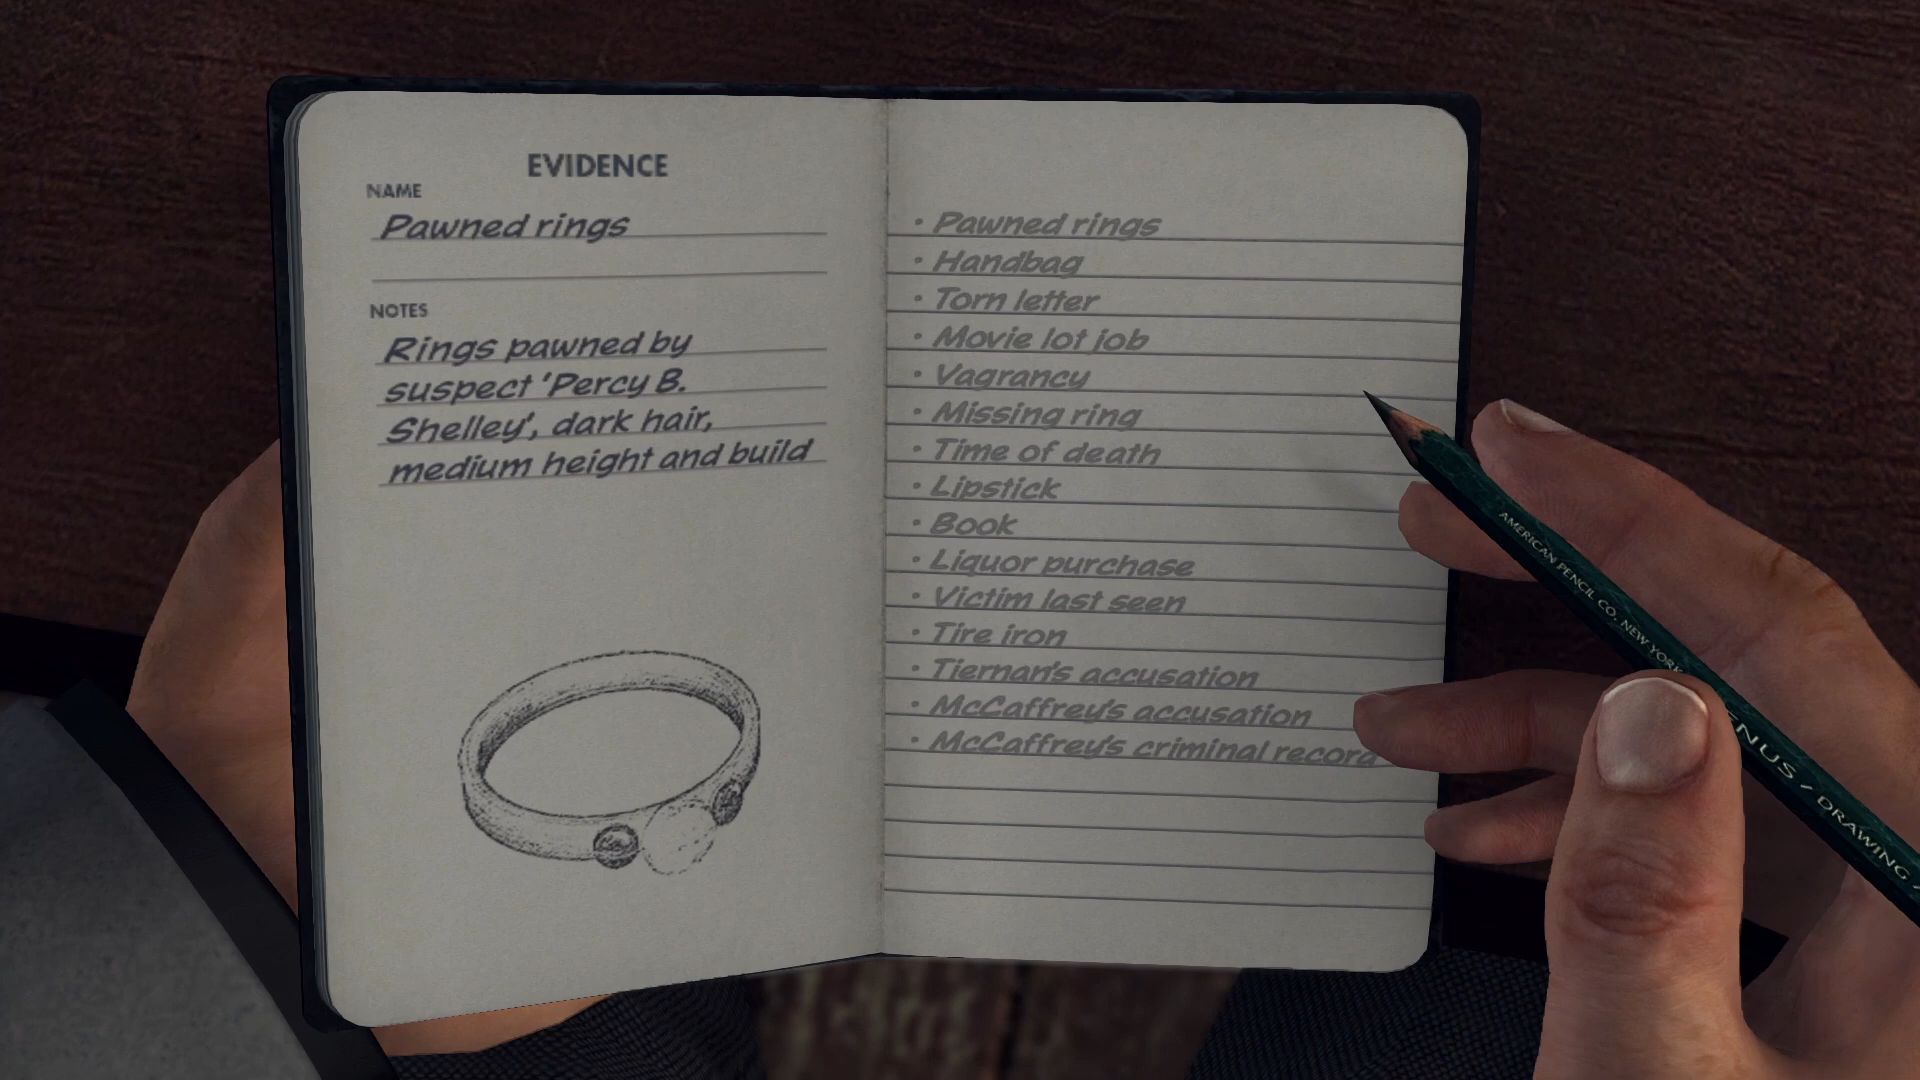 EVIDENCE
NAME
Pawned rings
NOTES
Rings pawned by
suspect 'Percy B.
Shelley', dark hair,
medium height and build
• Pawned rings
• Handbag
• Torn letter
• Movie lot job
• Vagrancy
• Missing ring
• Time of death
• Lipstick
• Book
• Liquor purchase
• Victim last seen
• Tire iron
• Tiernan's accusation
• McCaffrey's accusation
• McCaffrey's criminal record
AMERICAN PENCIL CO. NEW YORK
ENUS / DRAWING /